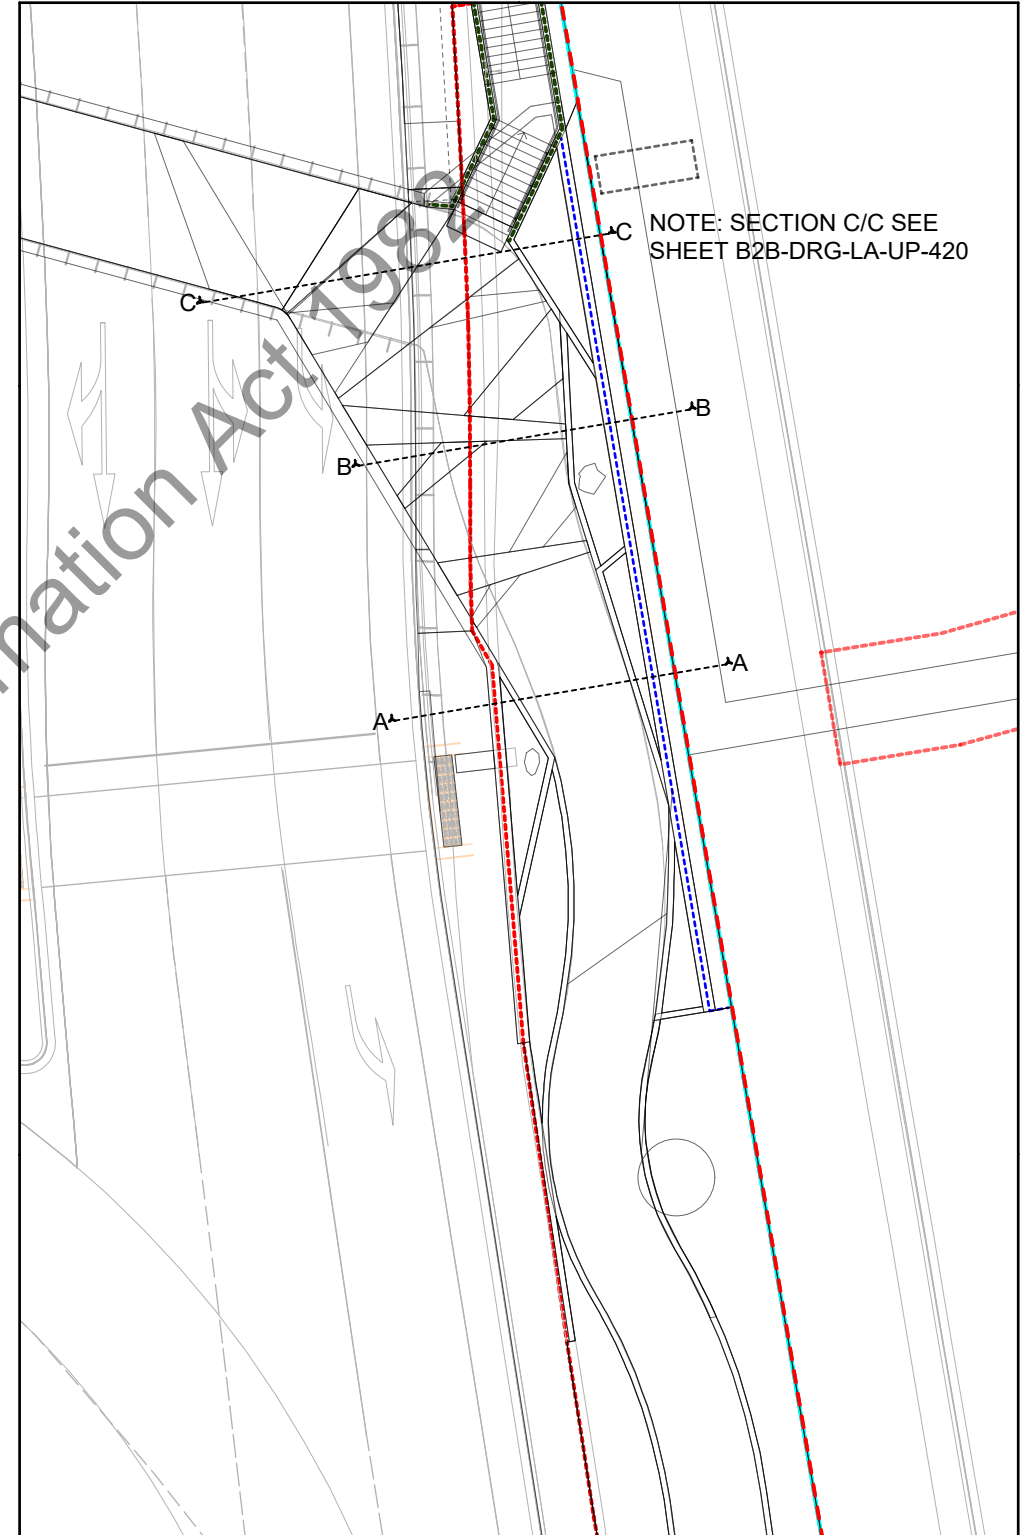 C
NOTE: SECTION C/C SEE
SHEET B2B-DRG-LA-UP-420
C
B
B
A
A
mation Act 1982